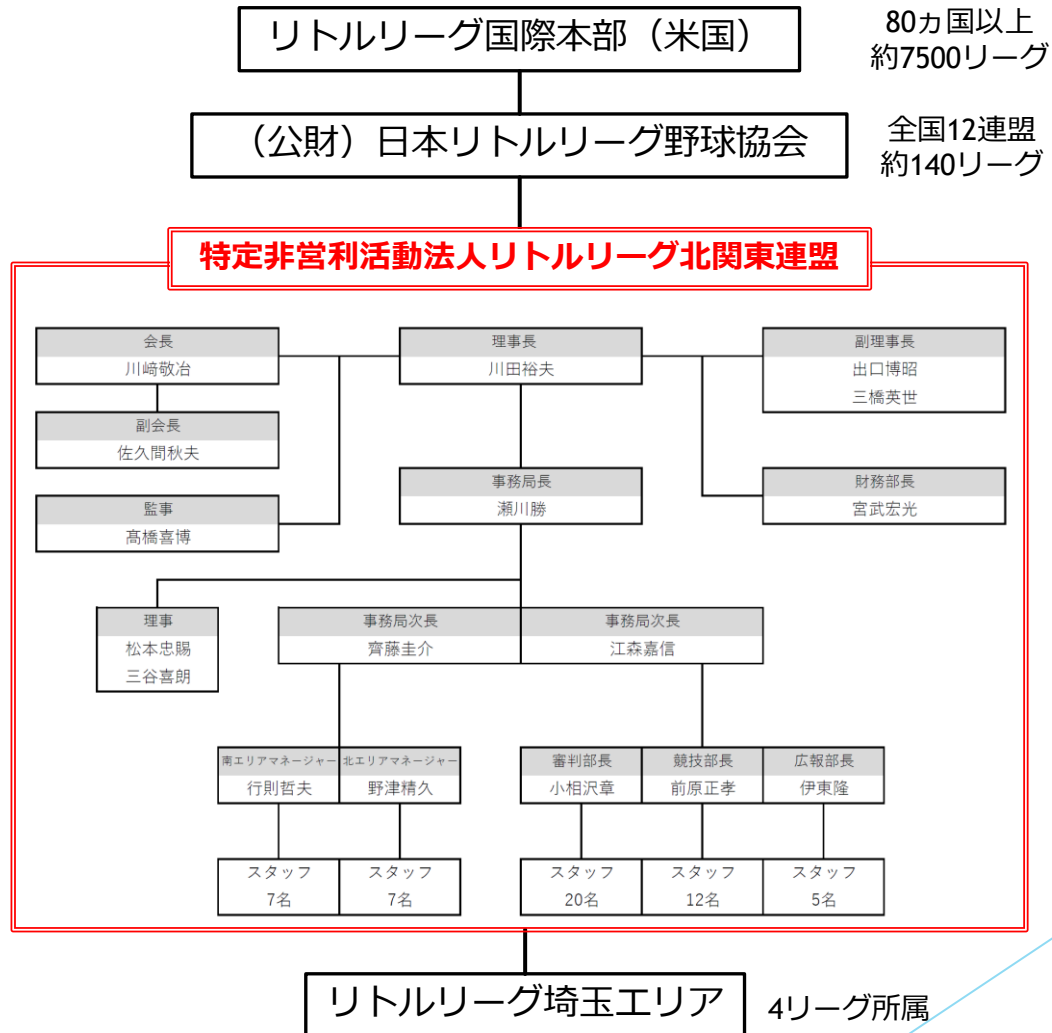 リトルリーグ国際本部（米国）
80ヵ国以上
約7500リーグ
（公財）日本リトルリーグ野球協会
全国12連盟
約140リーグ
特定非営利活動法人リトルリーグ北関東連盟
会長
川﨑敬冶
理事長
川田裕夫
副理事長
出口博昭
三橋英世
副会長
佐久間秋夫
事務局長
瀬川勝
財務部長
宮武宏光
監事
髙橋喜博
理事
松本忠賜
三谷喜朗
事務局次長
齊藤圭介
事務局次長
江森嘉信
南エリアマネージャー
行則哲夫
北エリアマネージャー
野津精久
審判部長
小相沢章
競技部長
前原正孝
広報部長
伊東隆
スタッフ
7名
スタッフ
7名
スタッフ
20名
スタッフ
12名
スタッフ
5名
リトルリーグ埼玉エリア
4リーグ所属